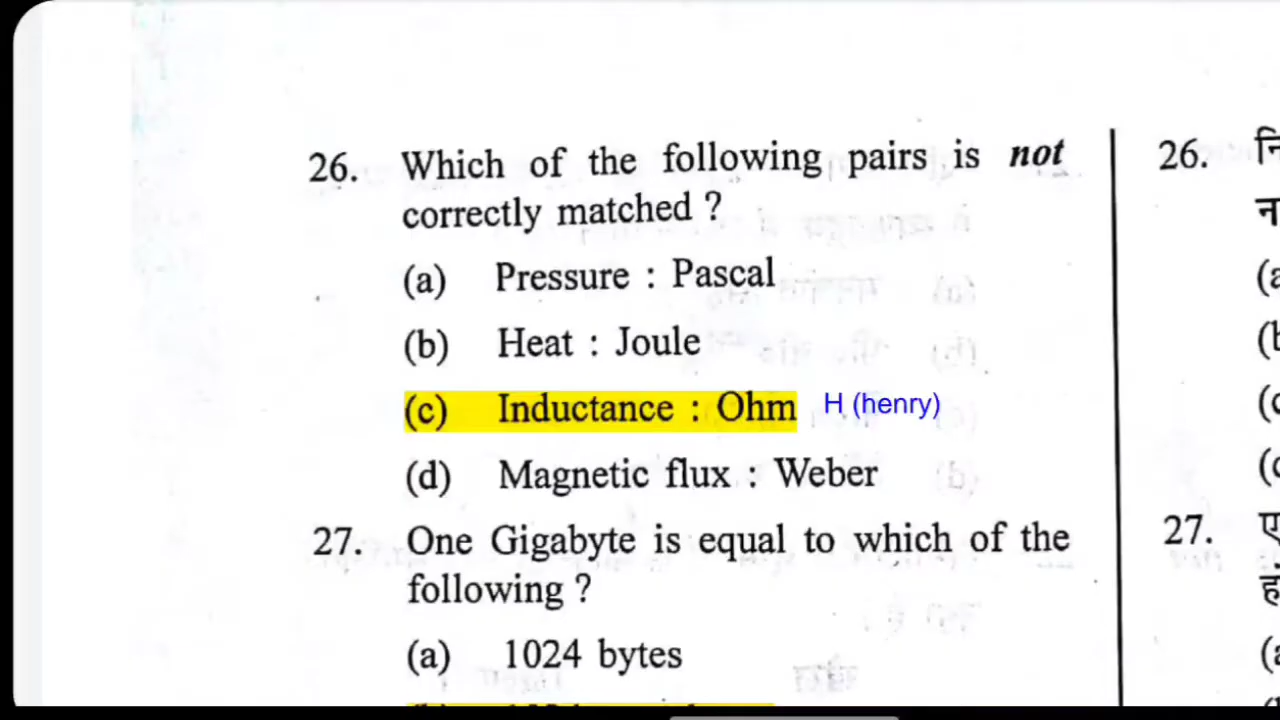 26. Which of the following pairs is not
correctly matched ?
(a) Pressure : Pascal
(b) Heat : Joule
(c) Inductance : Ohm H (henry)
(d) Magnetic flux : Weber
27. One Gigabyte is equal to which of the
following ?
(a) 1024 bytes
26.
27.